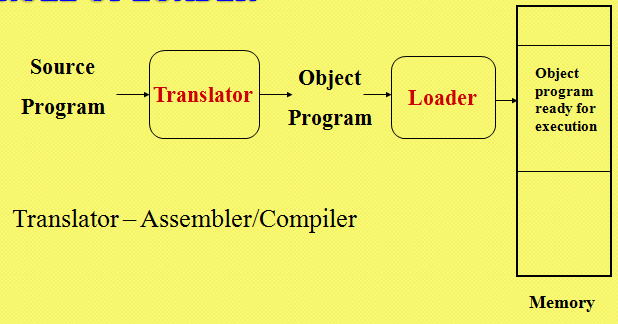 Source
Program
Translator
Object
Program
Loader
Object
program
ready for
execution
Translator – Assembler/Compiler
Memory